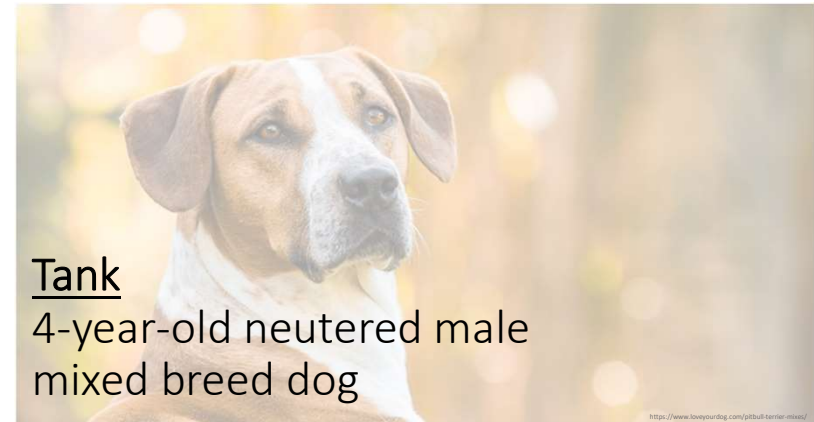 Tank
4-year-old neutered male
mixed breed dog
https://www.loveyourdog.com/pitbull-terrier-mixes/